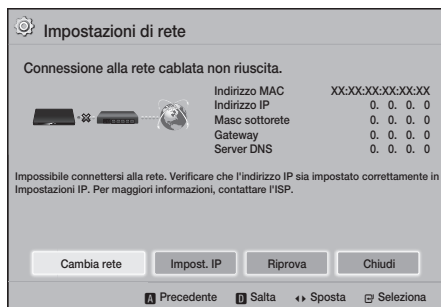 Impostazioni di rete
Connessione alla rete cablata non riuscita.
Indirizzo MAC XX:XX:XX:XX:XX:XX
Indirizzo IP 0. 0. 0. 0
Masc sottorete 0. 0. 0. 0
Gateway 0. 0. 0. 0
Server DNS 0. 0. 0. 0
Impossibile connettersi alla rete. Verificare che l'indirizzo IP sia impostato correttamente in
Impostazioni IP. Per maggiori informazioni, contattare l'ISP.
Cambia rete Impost. IP Riprova Chiudi
A Precedente D Salta Sposta Seleziona